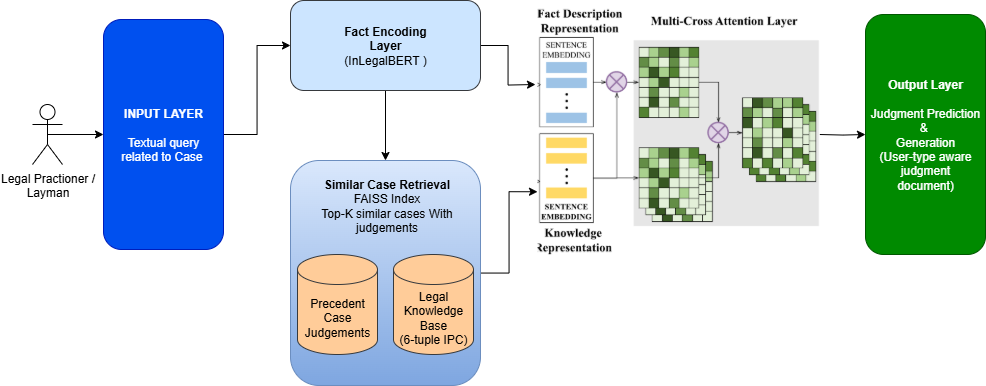 Legal Practioner /
Layman
INPUT LAYER
Textual query
related to Case
Fact Encoding
Layer
(InLegalBERT )
Similar Case Retrieval
FAISS Index
Top-K similar cases With
judgements
Precedent
Case
Judgements
Legal
Knowledge
Base
(6-tuple IPC)
Fact Description
Representation
SENTENCE
EMBEDDING
SENTENCE
EMBEDDING
Knowledge
Representation
Multi-Cross Attention Layer
Output Layer
Judgment Prediction
&
Generation
(User-type aware
judgment
document)